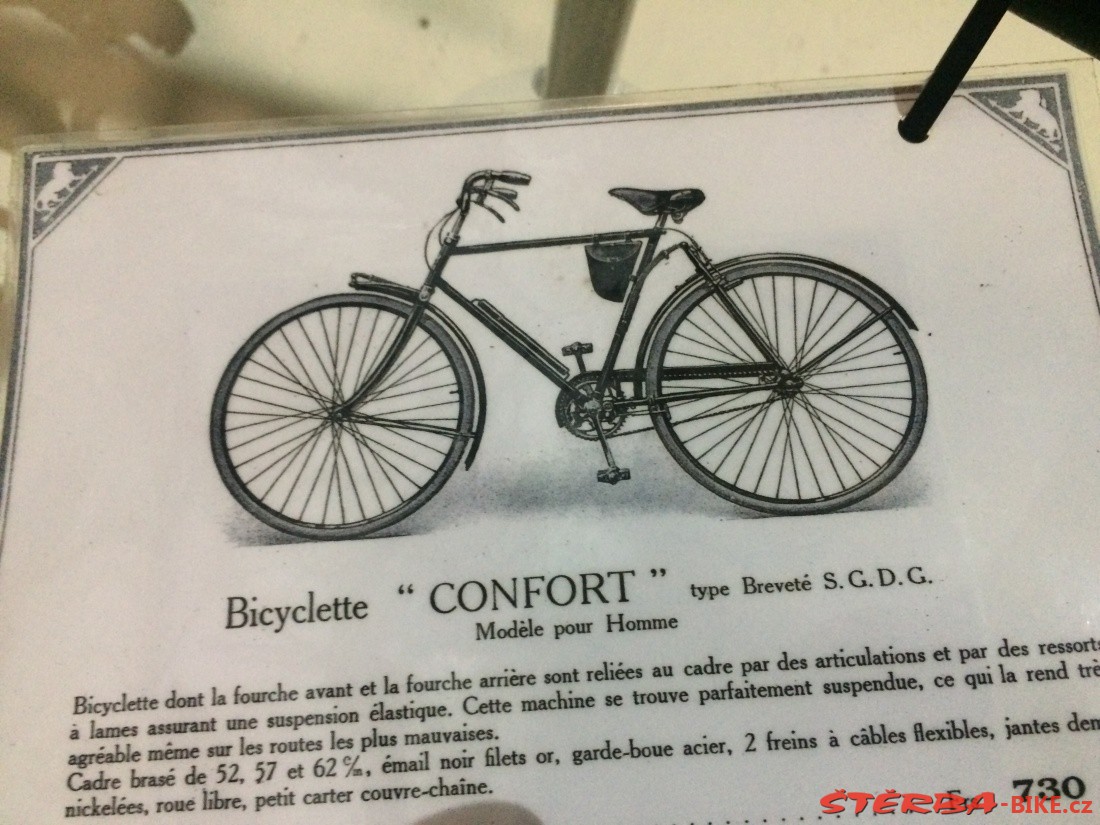 Bicyclette “ CONFORT ” type Breveté S. G. D. G.
Modèle pour Homme
Bicyclette dont la fourche avant et la fourche arrière sont reliées au cadre par des articulations et par des ressorts
à lames assurant une suspension élastique. Cette machine se trouve parfaitement suspendue, ce qui la rend très
agréable même sur les routes les plus mauvaises.
Cadre brasé de 52, 57 et 62 c/m, émail noir filets or, garde-boue acier, 2 freins à câbles flexibles, jantes demi
nickelées, roue libre, petit carter couvre-chaîne.
730
ŠTĚRBA-BIKE.cz